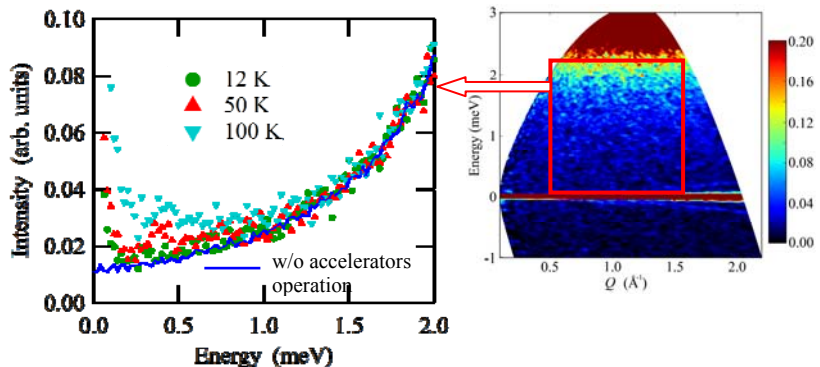 0.10
0.08
0.06
0.04
0.02
0.00
Intensity (arb. units)
12 K
50 K
100 K
w/o accelerators
operation
0.0 0.5 1.0 1.5 2.0
Energy (meV)
3
2
1
0
-1
Energy (meV)
0.5 1.0 1.5 2.0
Q (Å⁻¹)
0.20
0.16
0.12
0.08
0.04
0.00